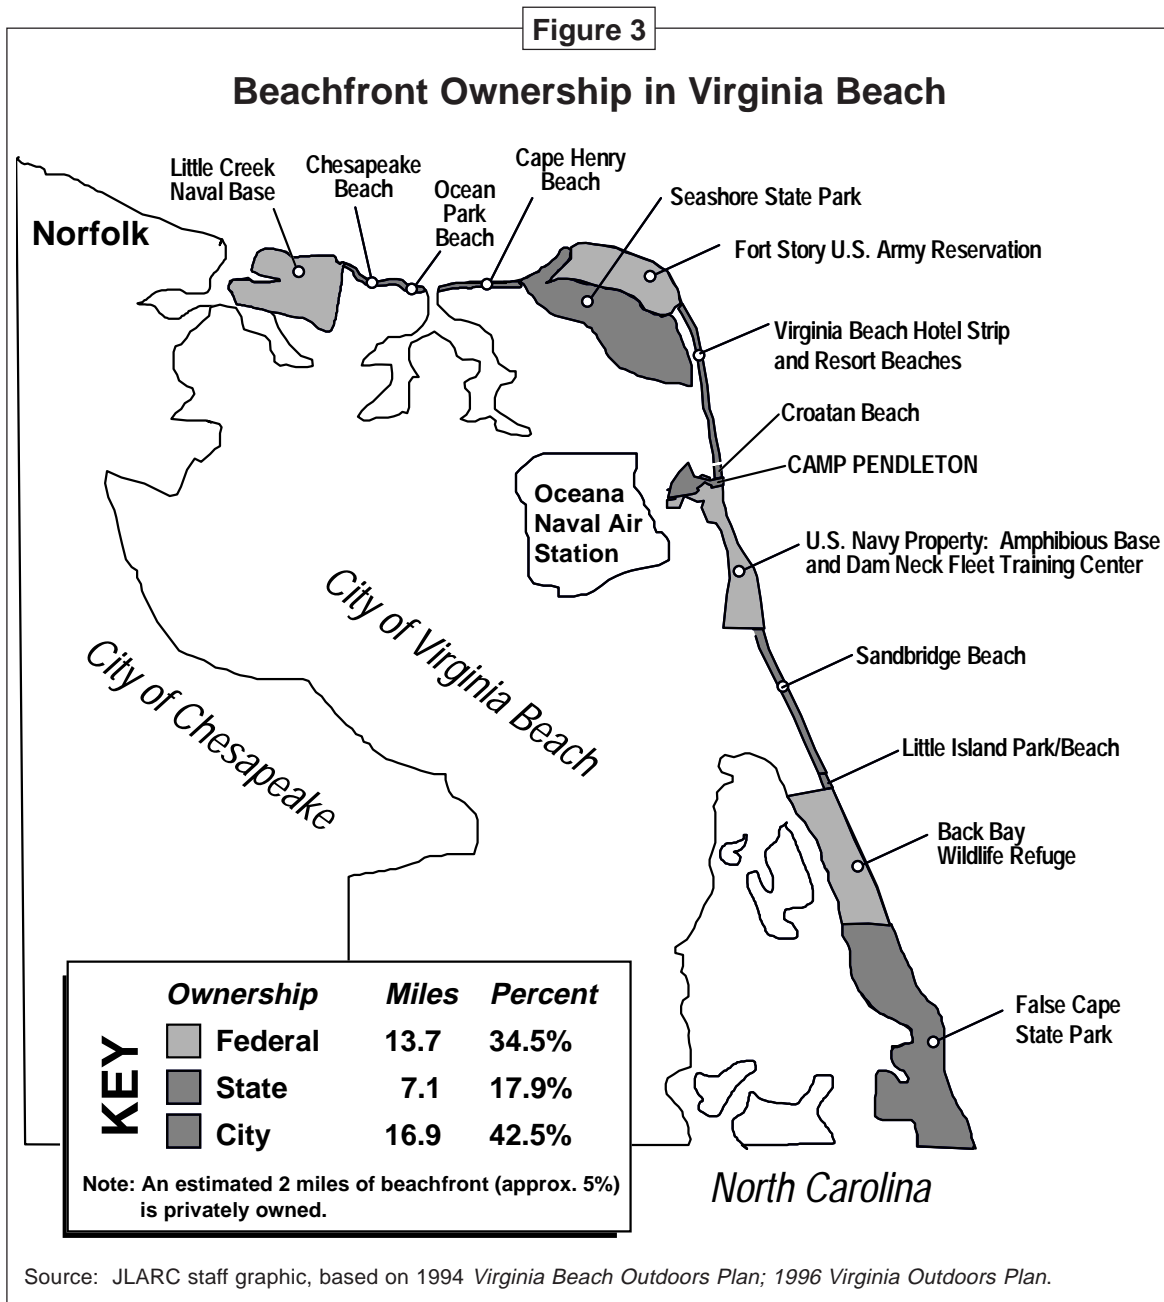 Figure 3
Beachfront Ownership in Virginia Beach
Little Creek
Naval Base
Chesapeake
Beach
Ocean
Park
Beach
Cape Henry
Beach
Seashore State Park
Norfolk
Fort Story U.S. Army Reservation
Virginia Beach Hotel Strip
and Resort Beaches
Croatan Beach
CAMP PENDLETON
Oceana
Naval Air
Station
U.S. Navy Property: Amphibious Base
and Dam Neck Fleet Training Center
City of Virginia Beach
City of Chesapeake
Sandbridge Beach
Little Island Park/Beach
Back Bay
Wildlife Refuge
False Cape
State Park
North Carolina
KEY
Ownership Miles Percent
Federal 13.7 34.5%
State 7.1 17.9%
City 16.9 42.5%
Note: An estimated 2 miles of beachfront (approx. 5%)
is privately owned.
Source: JLARC staff graphic, based on 1994 Virginia Beach Outdoors Plan; 1996 Virginia Outdoors Plan.